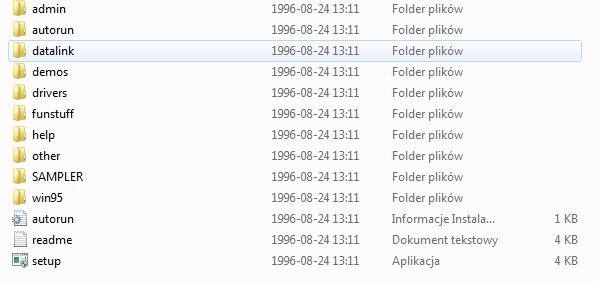 admin 1996-08-24 13:11 Folder plików
autorun 1996-08-24 13:11 Folder plików
datalink 1996-08-24 13:11 Folder plików
demos 1996-08-24 13:11 Folder plików
drivers 1996-08-24 13:11 Folder plików
funstuff 1996-08-24 13:11 Folder plików
help 1996-08-24 13:11 Folder plików
other 1996-08-24 13:11 Folder plików
SAMPLER 1996-08-24 13:11 Folder plików
win95 1996-08-24 13:11 Folder plików
autorun 1996-08-24 13:11 Informacje Instala... 1 KB
readme 1996-08-24 13:11 Dokument tekstowy 4 KB
setup 1996-08-24 13:11 Aplikacja 4 KB